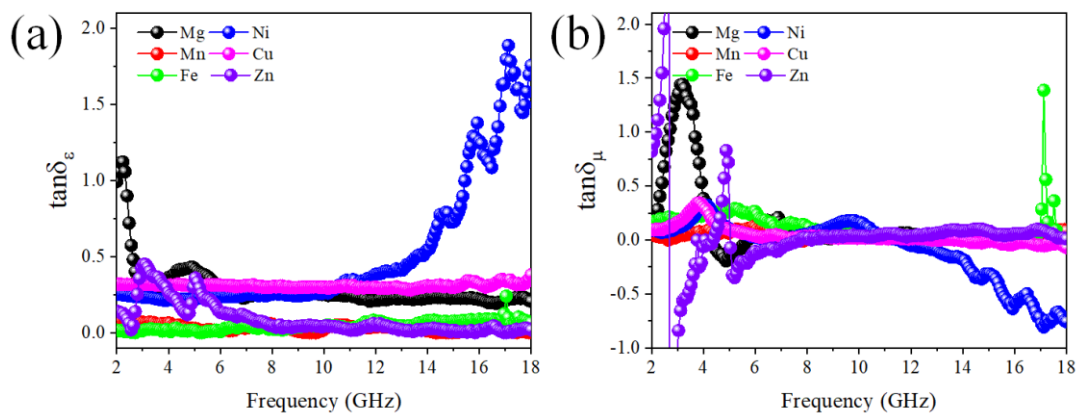 (a)
Mg Ni
Mn Cu
Fe Zn
tanδε
2.0
1.5
1.0
0.5
0.0
2 4 6 8 10 12 14 16 18
Frequency (GHz)
(b)
Mg Ni
Mn Cu
Fe Zn
tanδμ
2.0
1.5
1.0
0.5
0.0
-0.5
-1.0
2 4 6 8 10 12 14 16 18
Frequency (GHz)